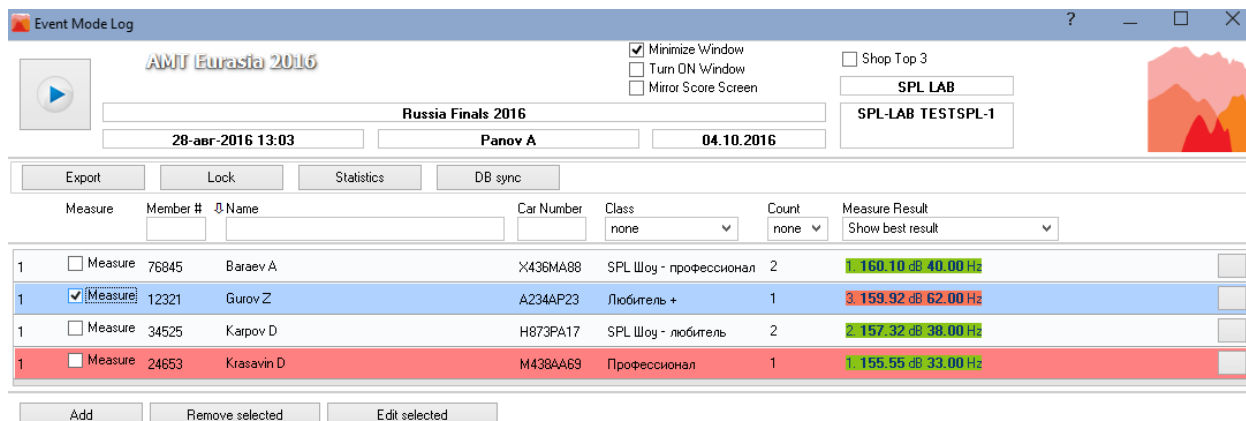 Event Mode Log ?
AMT Eurasia 2016
Minimize Window
Turn ON Window
Mirror Score Screen
Shop Top 3
SPL LAB
Russia Finals 2016
SPL-LAB TESTSPL-1
28-авг-2016 13:03 Panov A 04.10.2016
Export Lock Statistics DB sync
Measure Member # Name Car Number Class Count Measure Result
none none Show best result
1 Measure 76845 Baraev A X436MA88 SPL Шоу - профессионал 2 1. 160.10 dB 40.00 Hz
1 Measure 12321 Gurov Z A234AP23 Любитель + 1 3. 159.92 dB 62.00 Hz
1 Measure 34525 Karpov D H873PA17 SPL Шоу - любитель 2 2. 157.32 dB 38.00 Hz
1 Measure 24653 Krasavin D M438AA69 Профессионал 1 1. 155.55 dB 33.00 Hz
Add Remove selected Edit selected